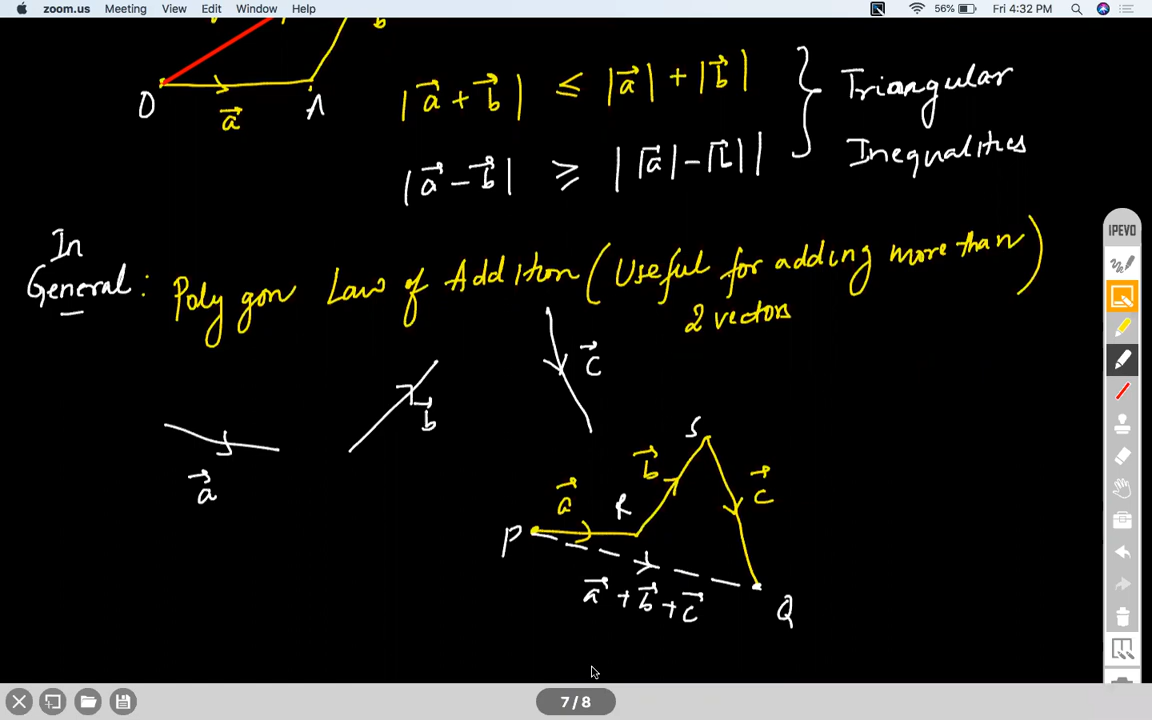 zoom.us Meeting View Edit Window Help 56% Fri 4:32 PM
b
O a⃗ A
|a⃗ + b⃗| ≤ |a⃗| + |b⃗|
|a⃗ - b⃗| ≥ ||a⃗| - |b⃗||
Triangular
Inequalities
IPEVO
In
General: Polygon Law of Addition (Useful for adding more than)
2 vectors
a⃗
b⃗
c⃗
S
b⃗
c⃗
a⃗
R
P
a⃗ + b⃗ + c⃗
Q
7/8